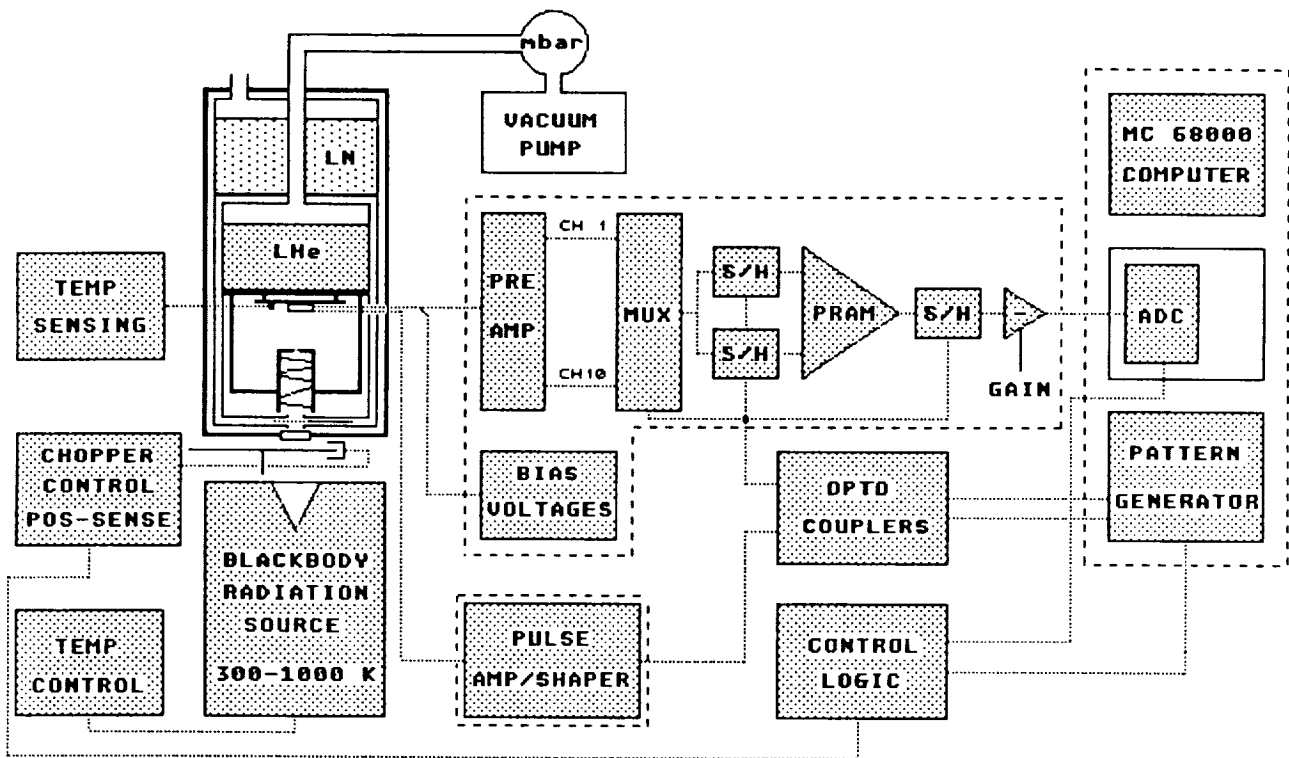 mbar
VACUUM
PUMP
LN
LHe
TEMP
SENSING
PRE
AMP
CH 1
CH10
MUX
S/H
S/H
PRAM
S/H
-
GAIN
MC 68000
COMPUTER
ADC
PATTERN
GENERATOR
CHOPPER
CONTROL
POS-SENSE
BIAS
VOLTAGES
OPTO
COUPLERS
BLACKBODY
RADIATION
SOURCE
300-1000 K
TEMP
CONTROL
PULSE
AMP/SHAPER
CONTROL
LOGIC